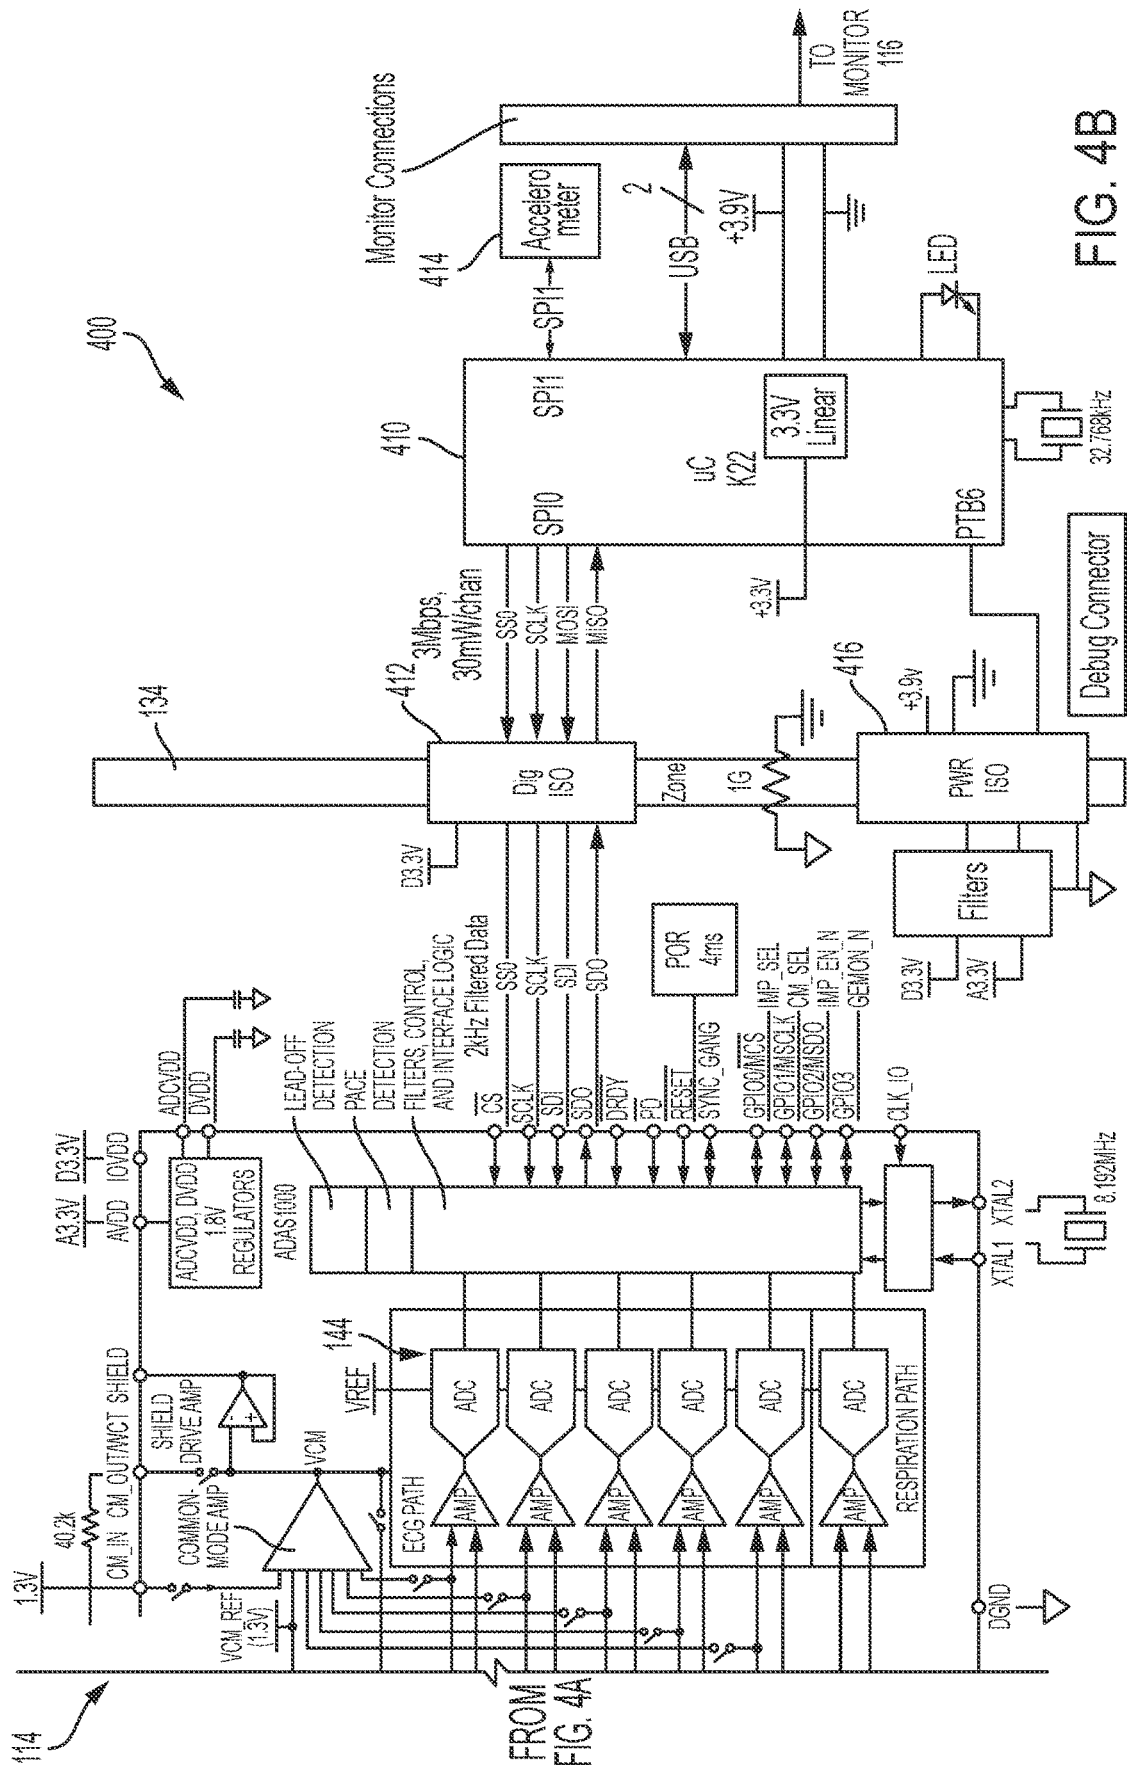 114
400
FROM
FIG. 4A
1.3V
40.2k
CM_IN
CM_OUT/WCT
SHIELD
A3.3V
D3.3V
AVDD
IOVDD
ADCVDD
DVDD
VCM_REF
(1.3V)
COMMON-
MODE AMP
SHIELD
DRIVE AMP
VCM
ADCVDD, DVDD
1.8V
REGULATORS
ADAS1000
LEAD-OFF
DETECTION
PACE
DETECTION
FILTERS, CONTROL,
AND INTERFACE LOGIC
VREF
144
ECG PATH
AMP
ADC
AMP
ADC
AMP
ADC
AMP
ADC
AMP
ADC
AMP
ADC
RESPIRATION PATH
CS
SCLK
SDI
SDO
DRDY
PD
RESET
SYNC_GANG
GPIO0/MCS
GPIO1/MSCLK
GPIO2/MSDO
GPIO3
CLK_IO
IMP_SEL
CM_SEL
IMP_EN_N
GEMON_N
XTAL1
XTAL2
8.192MHz
DGND
2kHz Filtered Data
SS0
SCLK
SDI
SDO
POR
4ms
D3.3V
134
412
Dig
ISO
Zone
1G
3Mbps,
30mW/chan
SS0
SCLK
MOSI
MISO
D3.3V
A3.3V
Filters
PWR
ISO
416
+3.9v
+3.3V
410
SPI0
SPI1
uC
K22
3.3V
Linear
PTB6
32.768kHz
Debug Connector
LED
SPI1
414
Accelero
meter
USB
2
+3.9V
Monitor Connections
TO
MONITOR
116
FIG. 4B